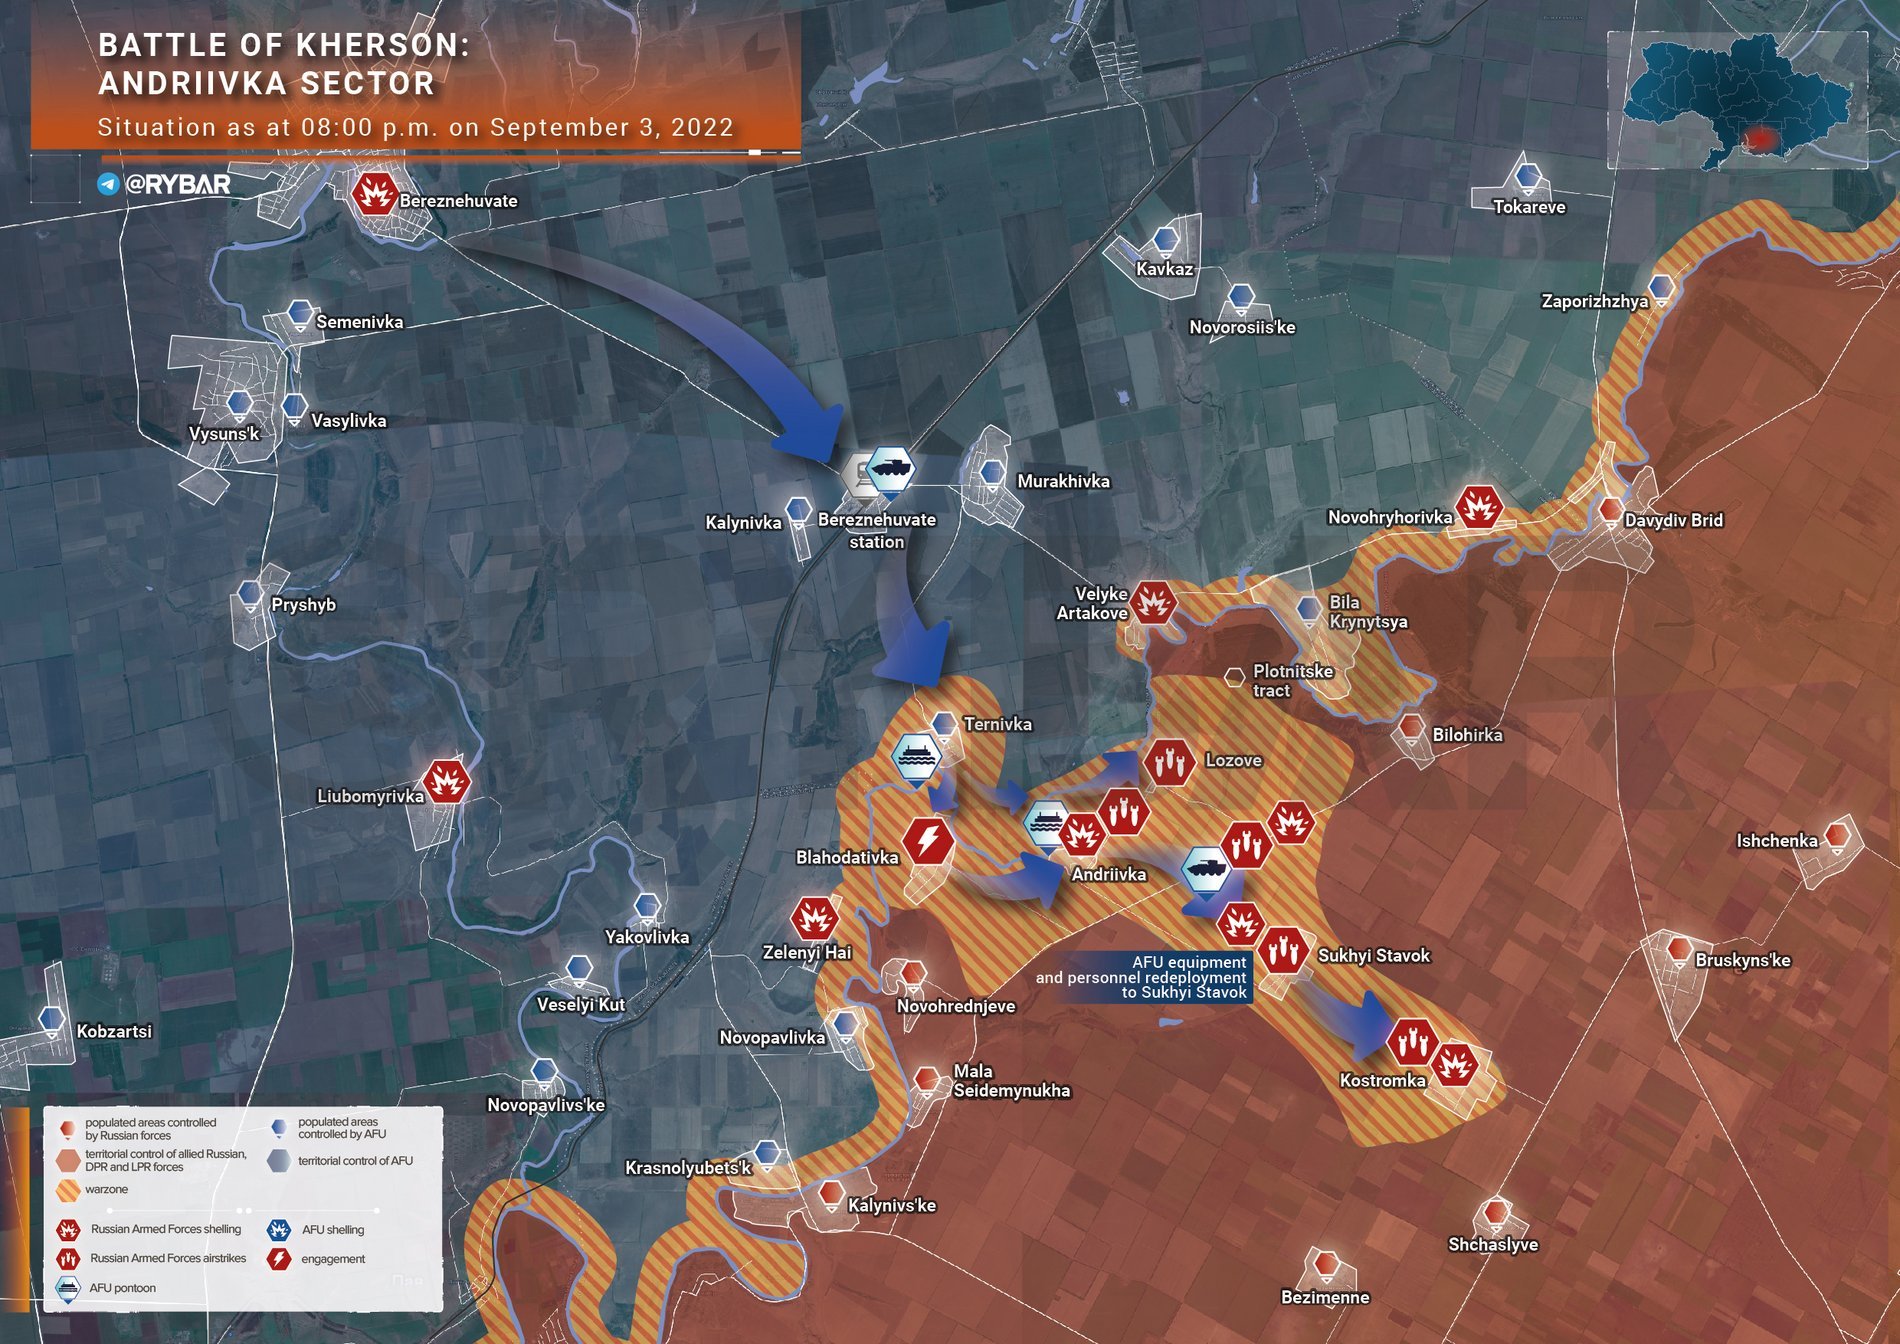 BATTLE OF KHERSON:
ANDRIIVKA SECTOR
Situation as at 08:00 p.m. on September 3, 2022
@RYBAR
Bereznehuvate
Tokareve
Kavkaz
Zaporizhzhya
Novorosiis'ke
Semenivka
Vasylivka
Vysuns'k
Murakhivka
Kalynivka
Bereznehuvate
station
Novohryhorivka
Davydiv Brid
Pryshyb
Velyke
Artakove
Bila
Krynytsya
Plotnitske
tract
Ternivka
Bilohirka
Lozove
Liubomyrivka
Ishchenka
Blahodativka
Andriivka
Yakovlivka
Zelenyi Hai
Sukhyi Stavok
Bruskyns'ke
AFU equipment
and personnel redeployment
to Sukhyi Stavok
Veselyi Kut
Novohrednjeve
Kobzartsi
Novopavlivka
Mala
Seidemynukha
Kostromka
Novopavlivs'ke
Krasnolyubets'k
Kalynivs'ke
Shchaslyve
Bezimenne
populated areas controlled
by Russian forces
populated areas
controlled by AFU
territorial control of allied Russian,
DPR and LPR forces
territorial control of AFU
warzone
Russian Armed Forces shelling
AFU shelling
Russian Armed Forces airstrikes
engagement
AFU pontoon